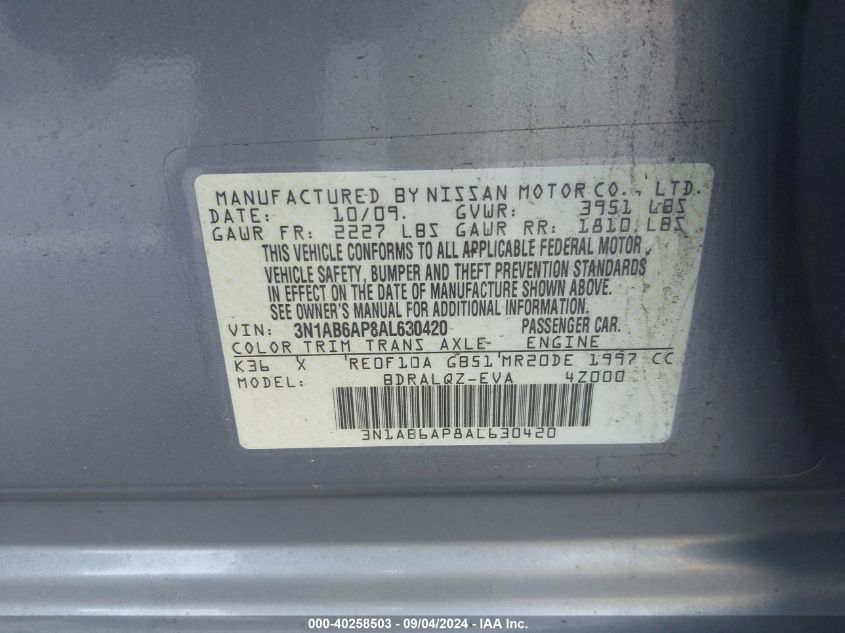 MANUFACTURED BY NISSAN MOTOR CO., LTD.
DATE: 10/09. GVWR: 3951 LBS
GAWR FR: 2227 LBS GAWR RR: 1810 LBS
THIS VEHICLE CONFORMS TO ALL APPLICABLE FEDERAL MOTOR
VEHICLE SAFETY, BUMPER AND THEFT PREVENTION STANDARDS
IN EFFECT ON THE DATE OF MANUFACTURE SHOWN ABOVE.
SEE OWNER'S MANUAL FOR ADDITIONAL INFORMATION.
VIN: 3N1AB6AP8AL630420 PASSENGER CAR.
COLOR TRIM TRANS AXLE ENGINE
K36 X RE0F10A GB51 MR20DE 1997 CC
MODEL: BDRALQZ-EVA 4Z000
3N1AB6AP8AL630420
000-40258503 - 09/04/2024 - IAA Inc.